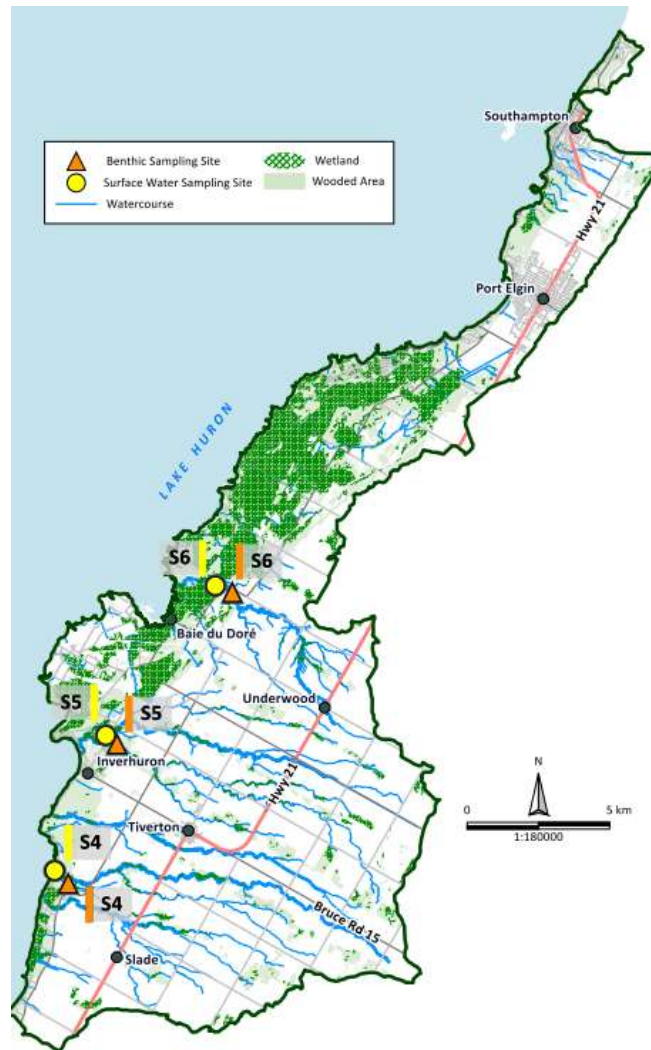 Southampton
Benthic Sampling Site
Wetland
Surface Water Sampling Site
Wooded Area
Watercourse
Hwy 21
Port Elgin
LAKE HURON
S6
S6
Baie du Doré
Underwood
S5
S5
Inverhuron
Hwy 21
N
0 5 km
1:180000
Tiverton
S4
S4
Bruce Rd 15
Slade